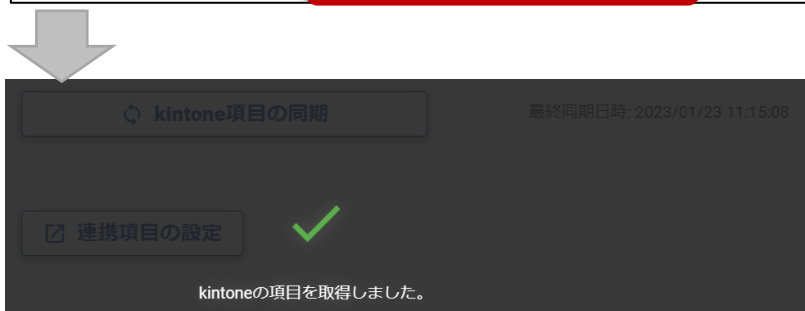 kintone項目の同期
最終同期日時: 2023/01/23 11:15:08
連携項目の設定
kintoneの項目を取得しました。